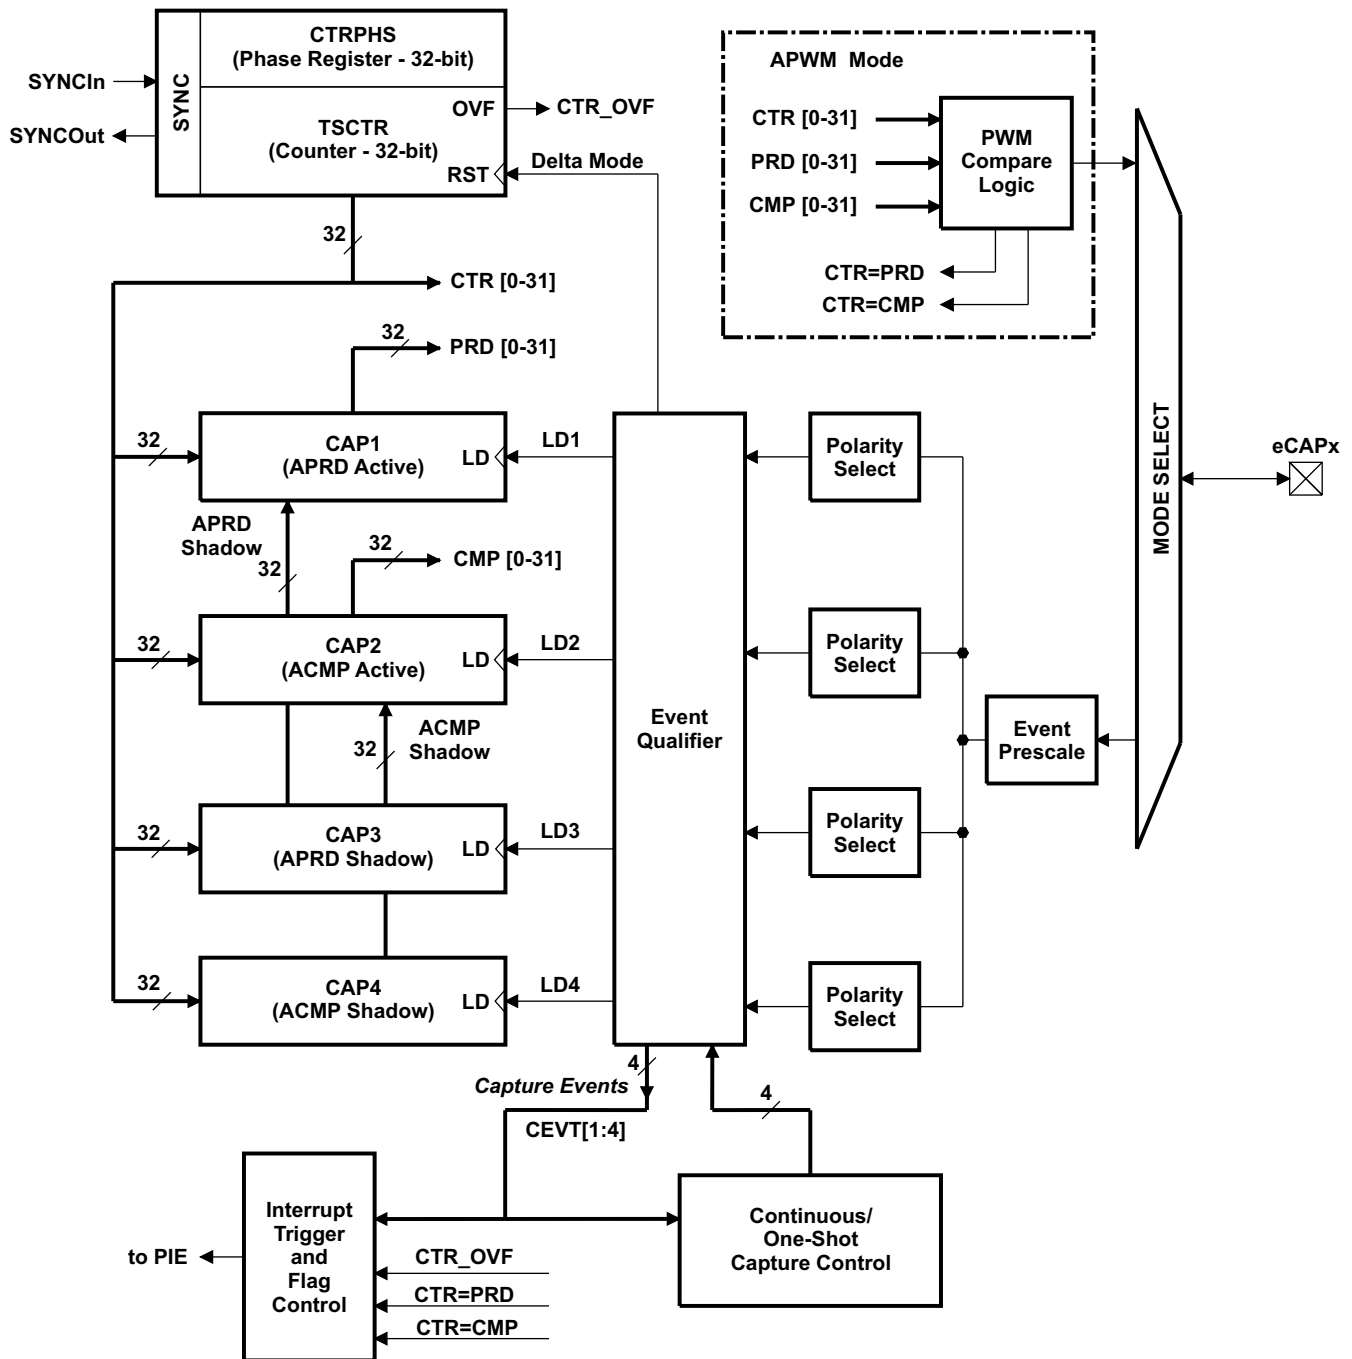 CTRPHS
(Phase Register - 32-bit)
SYNC
SYNCIn
SYNCOut
OVF
CTR_OVF
TSCTR
(Counter - 32-bit)
RST
Delta Mode
APWM Mode
CTR [0-31]
PRD [0-31]
CMP [0-31]
PWM
Compare
Logic
CTR=PRD
CTR=CMP
32
CTR [0-31]
32
PRD [0-31]
32
CAP1
(APRD Active)
LD
LD1
Polarity
Select
MODE SELECT
eCAPx
APRD
Shadow
32
32
CMP [0-31]
32
CAP2
(ACMP Active)
LD
LD2
Polarity
Select
32
ACMP
Shadow
Event
Qualifier
Event
Prescale
32
CAP3
(APRD Shadow)
LD
LD3
Polarity
Select
32
CAP4
(ACMP Shadow)
LD
LD4
Polarity
Select
4
Capture Events
CEVT[1:4]
4
Interrupt
Trigger
and
Flag
Control
to PIE
CTR_OVF
CTR=PRD
CTR=CMP
Continuous/
One-Shot
Capture Control